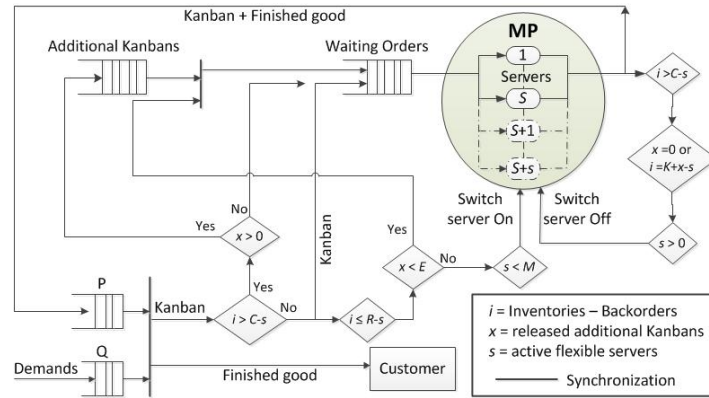 Kanban + Finished good
Additional Kanbans
Waiting Orders
MP
1
Servers
S
S+1
S+s
i >C-s
x =0 or
i =K+x-s
s > 0
Switch
server On
Switch
server Off
Yes
No
x > 0
Kanban
Yes
x < E
No
s < M
P
Kanban
Yes
i > C-s
No
i ≤ R-s
Q
Demands
Finished good
Customer
i = Inventories – Backorders
x = released additional Kanbans
s = active flexible servers
Synchronization